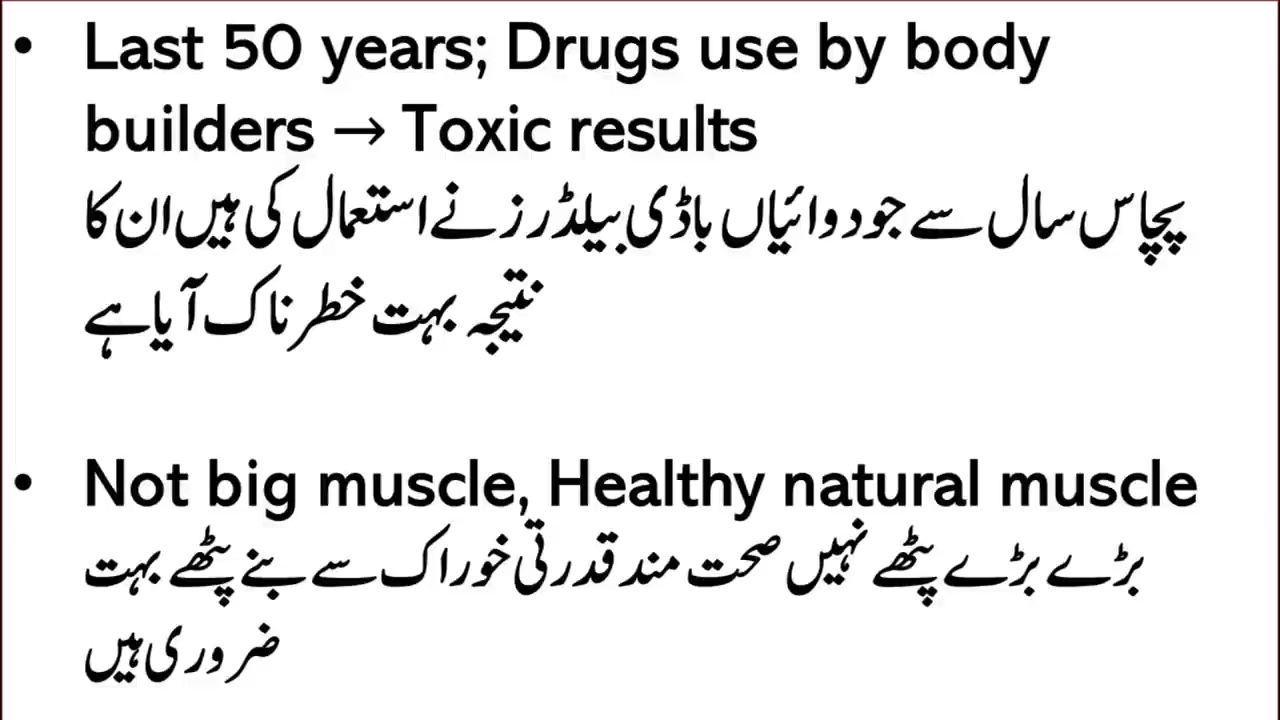 • Last 50 years; Drugs use by body
builders → Toxic results
پچاس سال سے جو دوائیاں باڈی بیلڈرز نے استعمال کی ہیں ان کا
نتیجہ بہت خطرناک آیا ہے
• Not big muscle, Healthy natural muscle
بڑے بڑے پٹھے نہیں صحت مند قدرتی خوراک سے بنے پٹھے بہت
ضروری ہیں